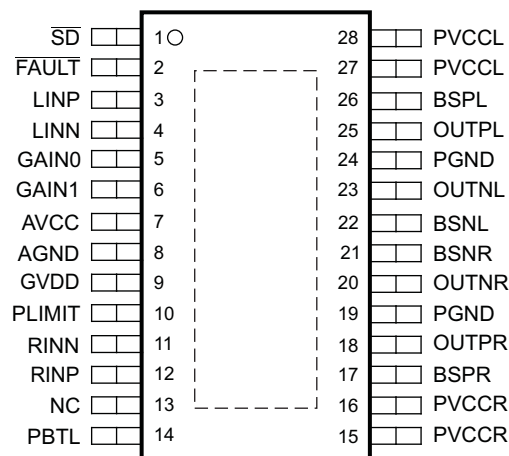 SD 1 28 PVCCL
FAULT 2 27 PVCCL
LINP 3 26 BSPL
LINN 4 25 OUTPL
GAIN0 5 24 PGND
GAIN1 6 23 OUTNL
AVCC 7 22 BSNL
AGND 8 21 BSNR
GVDD 9 20 OUTNR
PLIMIT 10 19 PGND
RINN 11 18 OUTPR
RINP 12 17 BSPR
NC 13 16 PVCCR
PBTL 14 15 PVCCR